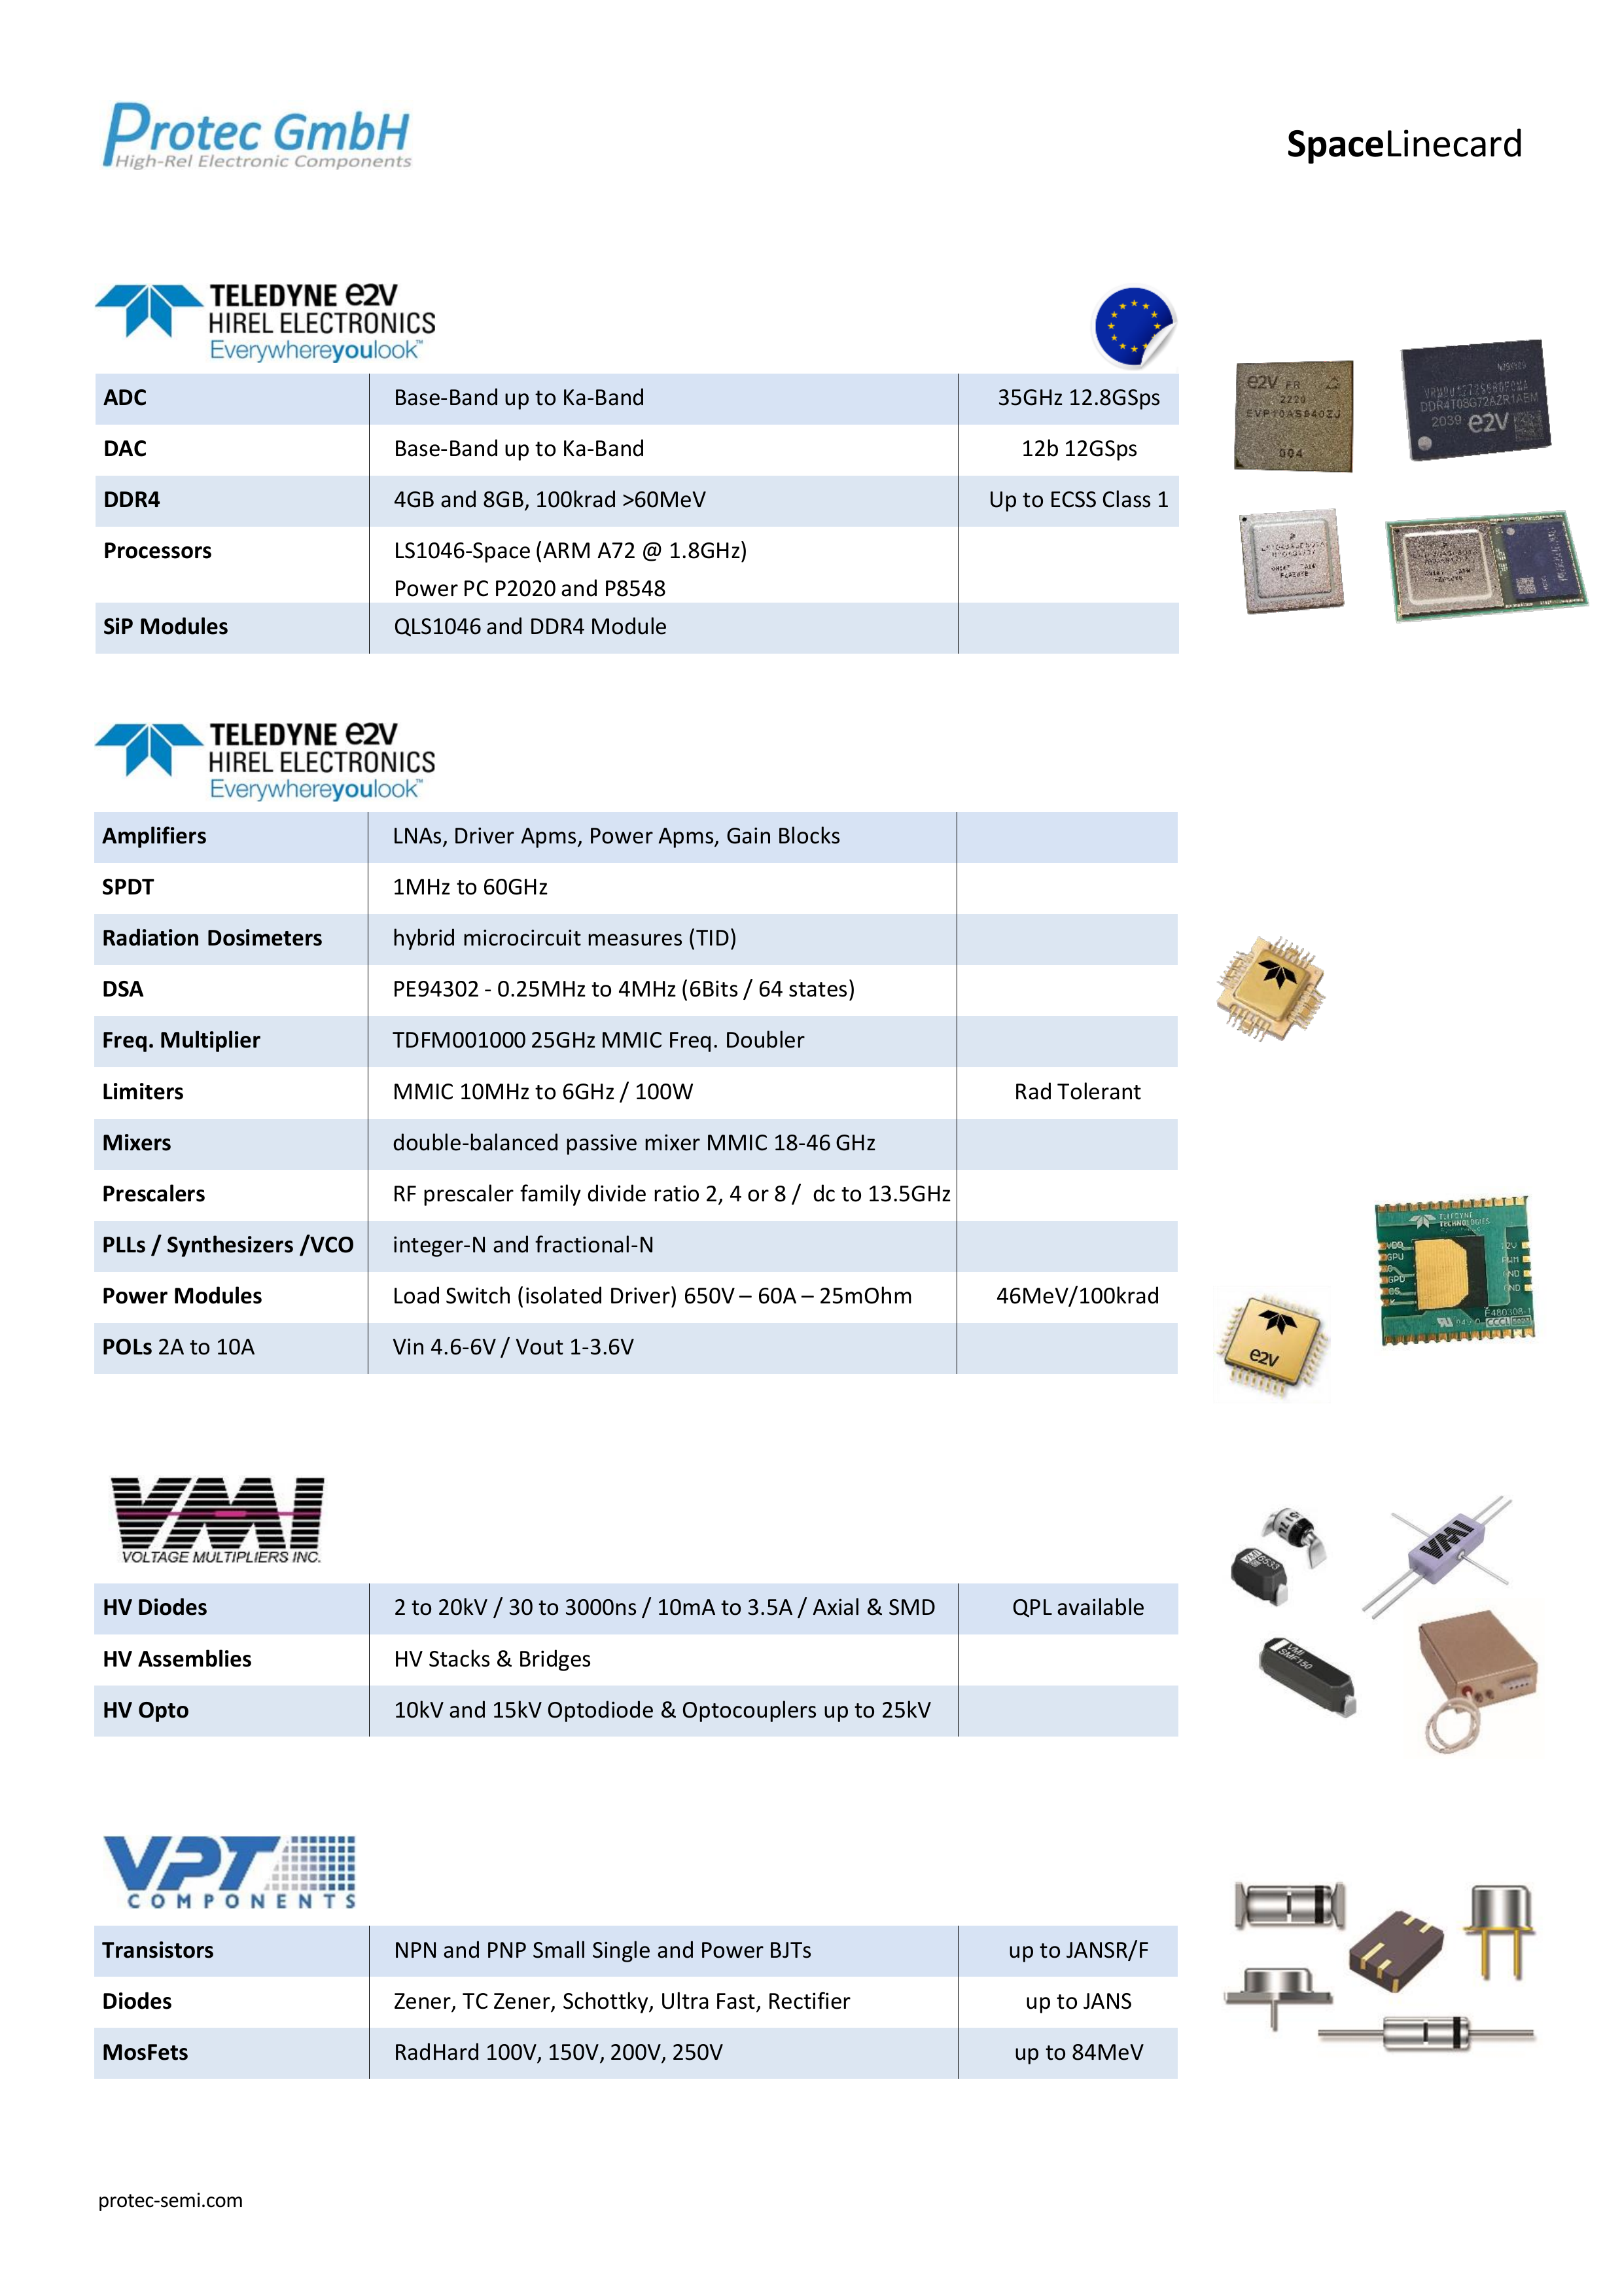 Protec GmbH
High-Rel Electronic Components
SpaceLinecard
TELEDYNE e2V
HIREL ELECTRONICS
Everywhereyoulook™
ADC Base-Band up to Ka-Band 35GHz 12.8GSps
DAC Base-Band up to Ka-Band 12b 12GSps
DDR4 4GB and 8GB, 100krad >60MeV Up to ECSS Class 1
Processors LS1046-Space (ARM A72 @ 1.8GHz)
Power PC P2020 and P8548
SiP Modules QLS1046 and DDR4 Module
e2V FR
2220
004
DDR4T08G72AZR1AEM
2039 e2V
TELEDYNE e2V
HIREL ELECTRONICS
Everywhereyoulook™
Amplifiers LNAs, Driver Apms, Power Apms, Gain Blocks
SPDT 1MHz to 60GHz
Radiation Dosimeters hybrid microcircuit measures (TID)
DSA PE94302 - 0.25MHz to 4MHz (6Bits / 64 states)
Freq. Multiplier TDFM001000 25GHz MMIC Freq. Doubler
Limiters MMIC 10MHz to 6GHz / 100W Rad Tolerant
Mixers double-balanced passive mixer MMIC 18-46 GHz
Prescalers RF prescaler family divide ratio 2, 4 or 8 / dc to 13.5GHz
PLLs / Synthesizers /VCO integer-N and fractional-N
Power Modules Load Switch (isolated Driver) 650V – 60A – 25mOhm 46MeV/100krad
POLs 2A to 10A Vin 4.6-6V / Vout 1-3.6V
TELEDYNE
TECHNOLOGIES
e2V
VMI
VOLTAGE MULTIPLIERS INC.
HV Diodes 2 to 20kV / 30 to 3000ns / 10mA to 3.5A / Axial & SMD QPL available
HV Assemblies HV Stacks & Bridges
HV Opto 10kV and 15kV Optodiode & Optocouplers up to 25kV
VMI
VMI
SMF150
VPT
COMPONENTS
Transistors NPN and PNP Small Single and Power BJTs up to JANSR/F
Diodes Zener, TC Zener, Schottky, Ultra Fast, Rectifier up to JANS
MosFets RadHard 100V, 150V, 200V, 250V up to 84MeV
protec-semi.com